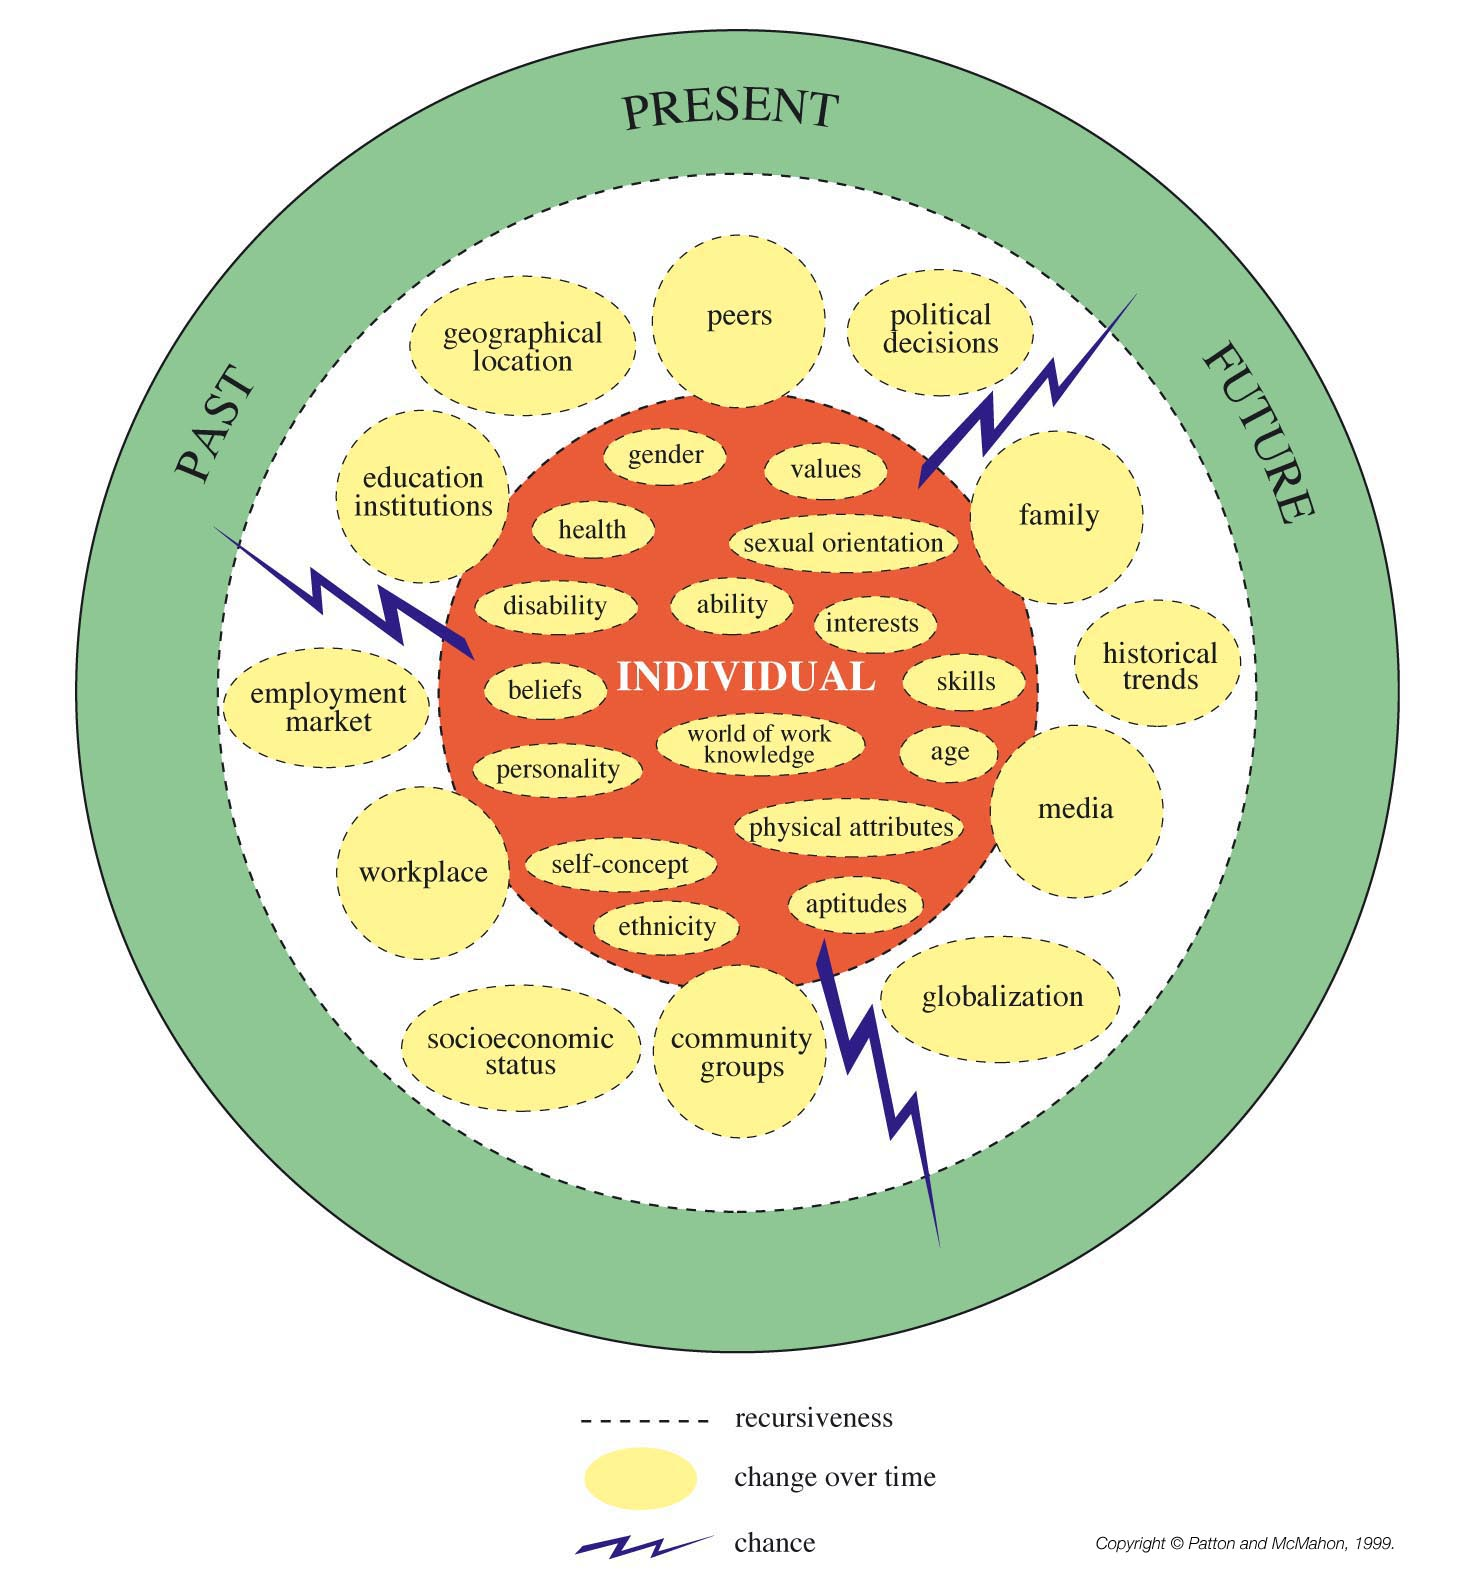 PRESENT
PAST
FUTURE
peers
political
decisions
geographical
location
education
institutions
family
gender
values
health
sexual orientation
disability
ability
interests
INDIVIDUAL
beliefs
skills
historical
trends
employment
market
world of work
knowledge
age
personality
media
physical attributes
workplace
self-concept
aptitudes
ethnicity
globalization
socioeconomic
status
community
groups
recursiveness
change over time
chance
Copyright © Patton and McMahon, 1999.